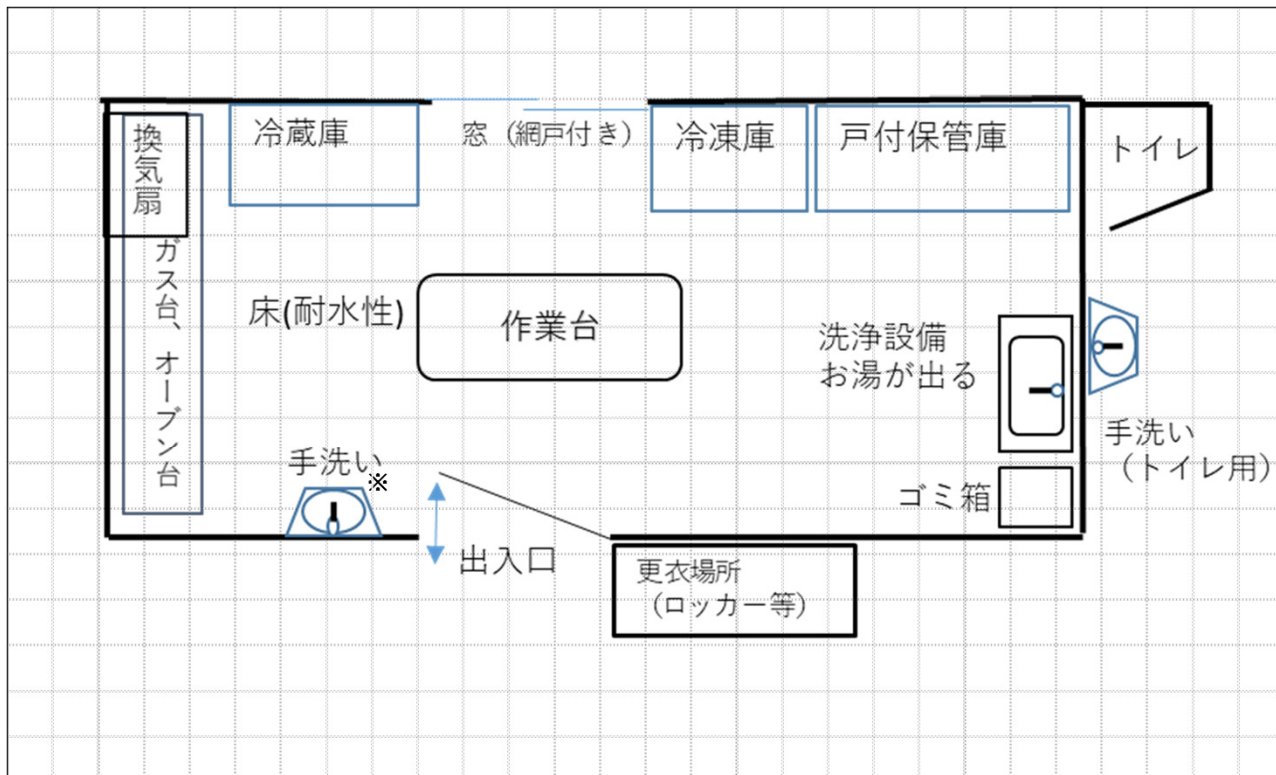 換気扇
冷蔵庫
窓（網戸付き）
冷凍庫
戸付保管庫
トイレ
ガス台、オーブン台
床(耐水性)
作業台
洗浄設備
お湯が出る
手洗い
（トイレ用）
手洗い
※
ゴミ箱
出入口
更衣場所
（ロッカー等）